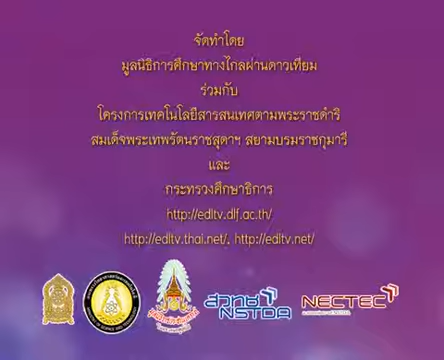 จัดทำโดย
มูลนิธิการศึกษาทางไกลผ่านดาวเทียม
ร่วมกับ
โครงการเทคโนโลยีสารสนเทศตามพระราชดำริ
สมเด็จพระเทพรัตนราชสุดาฯ สยามบรมราชกุมารี
และ
กระทรวงศึกษาธิการ
http://edltv.dlf.ac.th/
http://edltv.thai.net/, http://edltv.net/
สวทช NECTEC
NSTDA